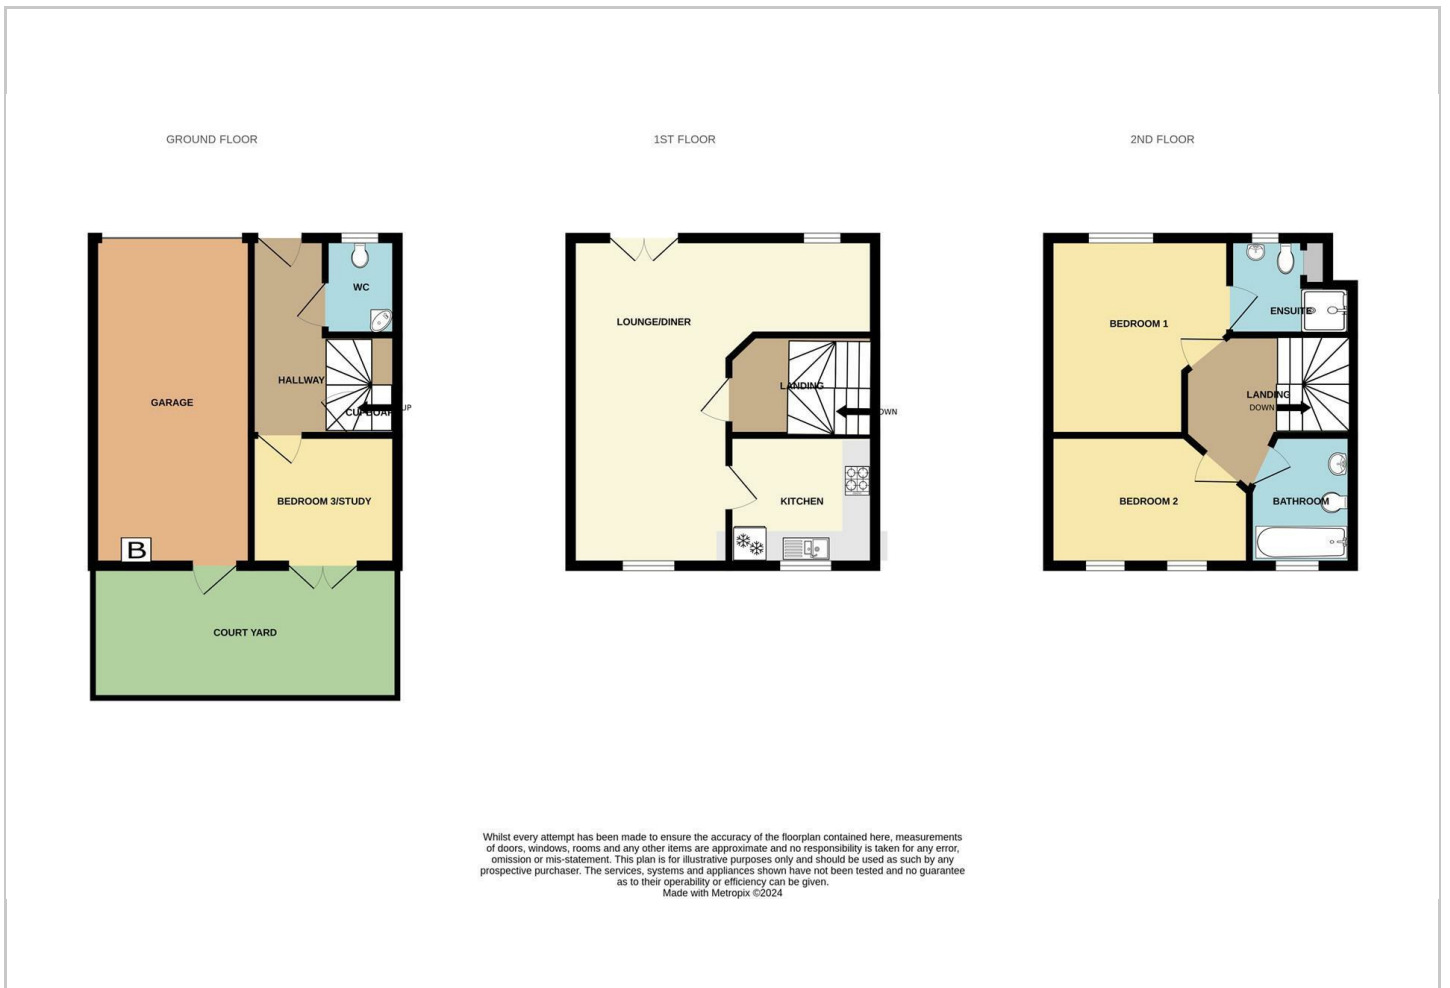 GROUND FLOOR
1ST FLOOR
2ND FLOOR
WC
GARAGE
HALLWAY
UP
BEDROOM 3/STUDY
B
COURT YARD
LOUNGE/DINER
LANDING
KITCHEN
BEDROOM 1
ENSUITE
LANDING
DOWN
BEDROOM 2
BATHROOM
Whilst every attempt has been made to ensure the accuracy of the floorplan contained here, measurements
of doors, windows, rooms and any other items are approximate and no responsibility is taken for any error,
omission or mis-statement. This plan is for illustrative purposes only and should be used as such by any
prospective purchaser. The services, systems and appliances shown have not been tested and no guarantee
as to their operability or efficiency can be given.
Made with Metropix ©2024